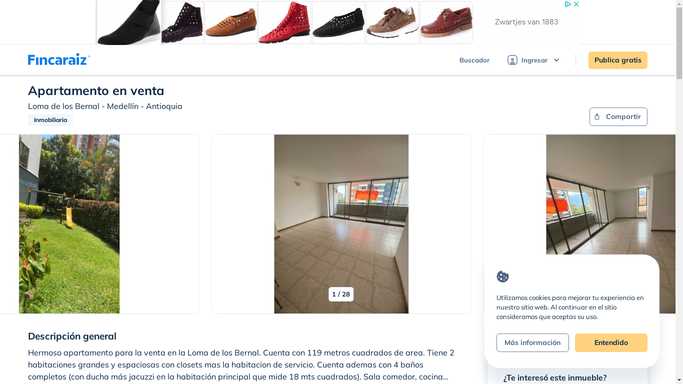 Zwartjes van 1883
Fincaraiz
Buscador
Ingresar
Publica gratis
Apartamento en venta
Loma de los Bernal - Medellín - Antioquia
Inmobiliaria
Compartir
1 / 28
Utilizamos cookies para mejorar tu experiencia en
nuestro sitio web. Al continuar en el sitio
consideramos que aceptas su uso.
Más información
Entendido
Descripción general
Hermoso apartamento para la venta en la Loma de los Bernal. Cuenta con 119 metros cuadrados de area. Tiene 2
habitaciones grandes y espaciosas con closets mas la habitacion de servicio. Cuenta ademas con 4 baños
completos (con ducha más jacuzzi en la habitación principal que mide 18 mts cuadrados). Sala comedor, cocina...
¿Te interesó este inmueble?